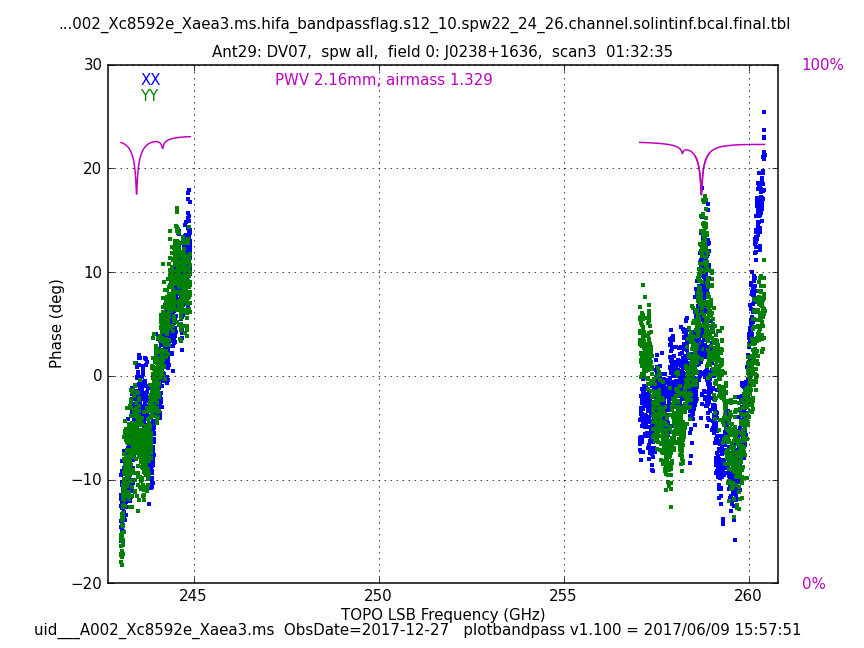 ...002_Xc8592e_Xaea3.ms.hifa_bandpassflag.s12_10.spw22_24_26.channel.solintinf.bcal.final.tbl
Ant29: DV07, spw all, field 0: J0238+1636, scan3 01:32:35
30
100%
XX
PWV 2.16mm, airmass 1.329
YY
20
10
Phase (deg)
0
−10
−20
0%
245
250
255
260
TOPO LSB Frequency (GHz)
uid___A002_Xc8592e_Xaea3.ms ObsDate=2017-12-27 plotbandpass v1.100 = 2017/06/09 15:57:51